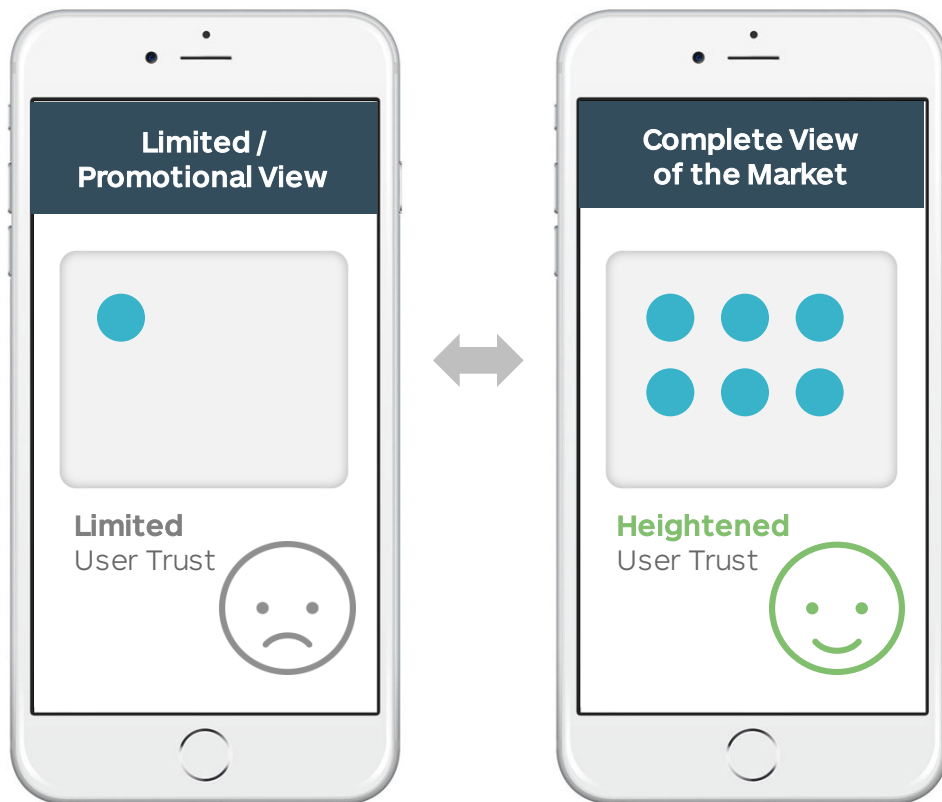 Limited /
Promotional View
Limited
User Trust
Complete View
of the Market
Heightened
User Trust